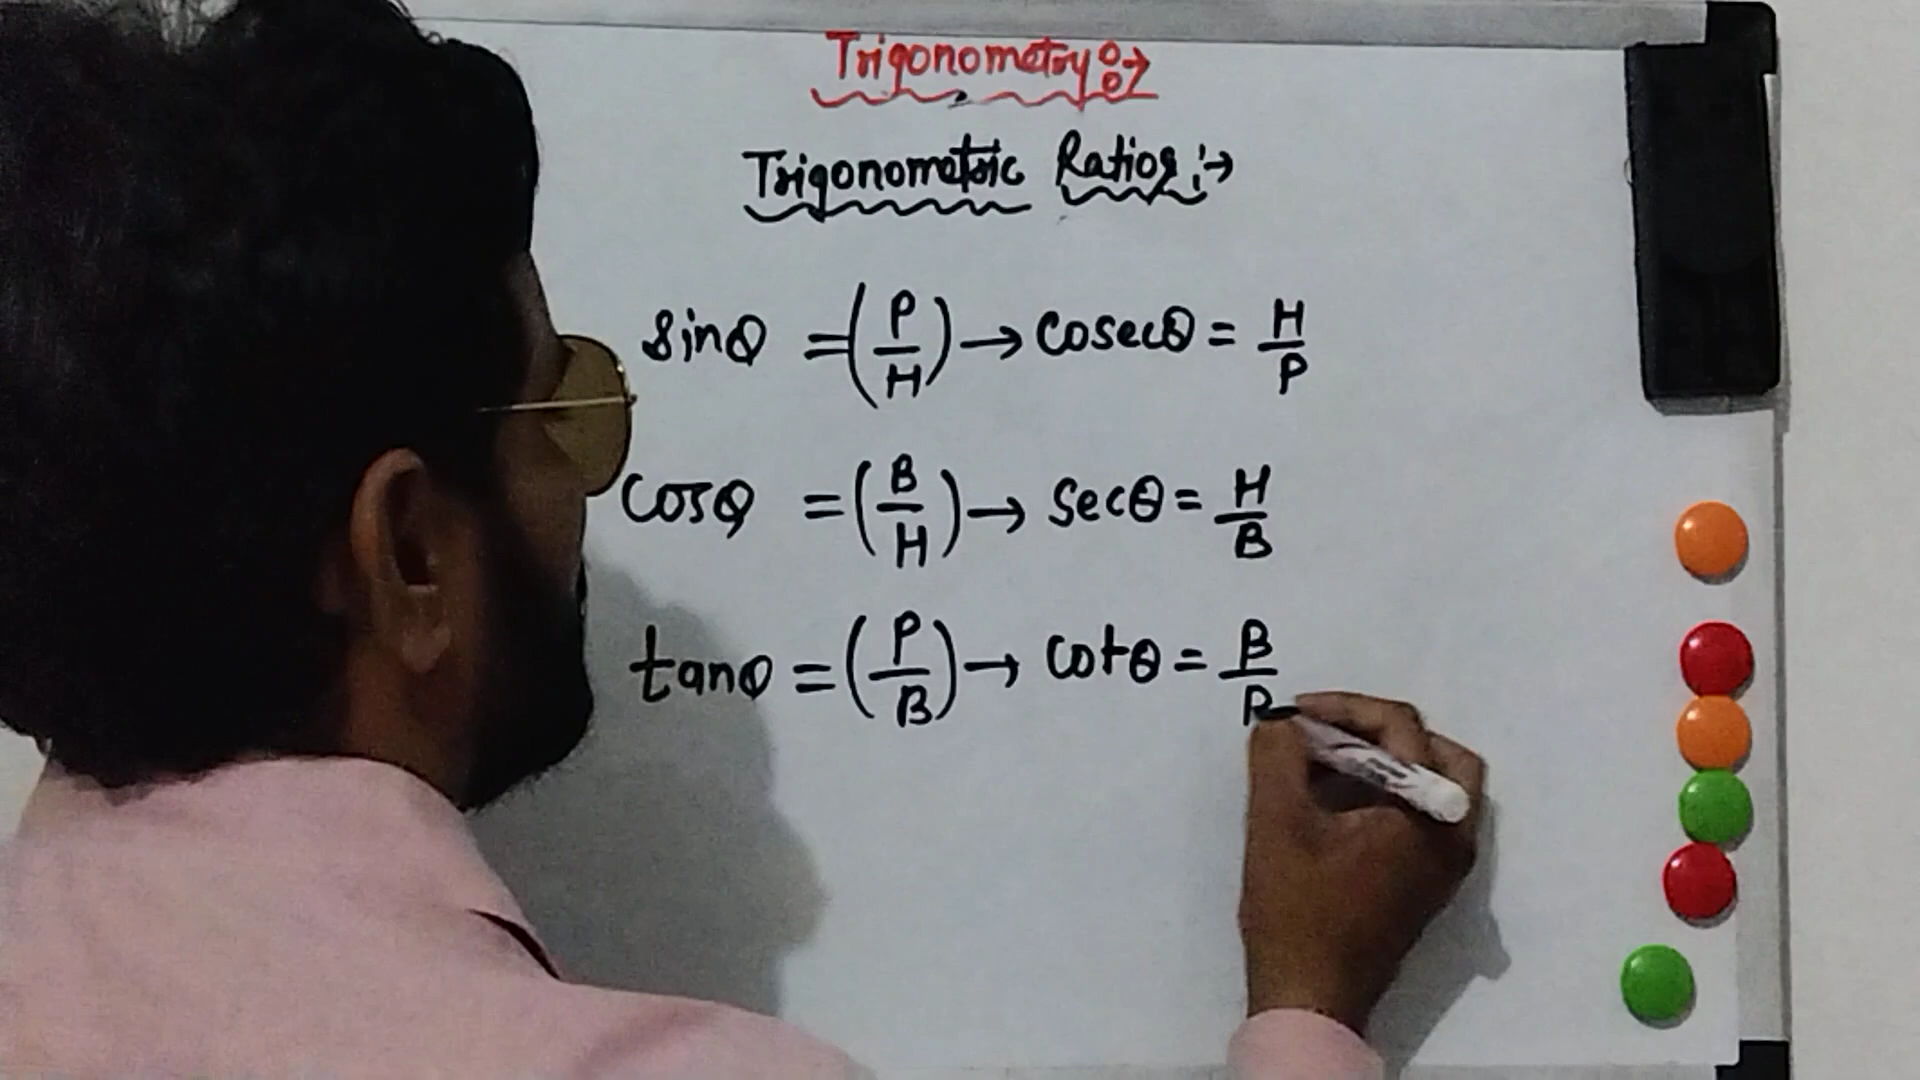 Trigonometry:→
Trigonometric Ratios:→
sinθ = (P/H) → cosecθ = H/P
cosθ = (B/H) → secθ = H/B
tanθ = (P/B) → cotθ = B/P